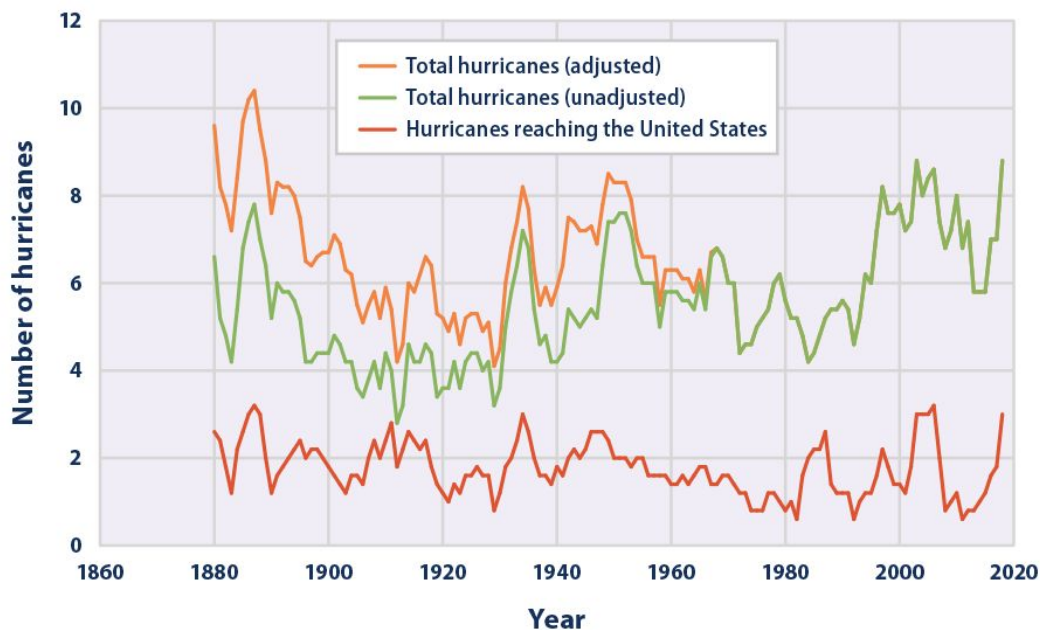 12
10
8
6
4
2
0
Number of hurricanes
Total hurricanes (adjusted)
Total hurricanes (unadjusted)
Hurricanes reaching the United States
1860 1880 1900 1920 1940 1960 1980 2000 2020
Year